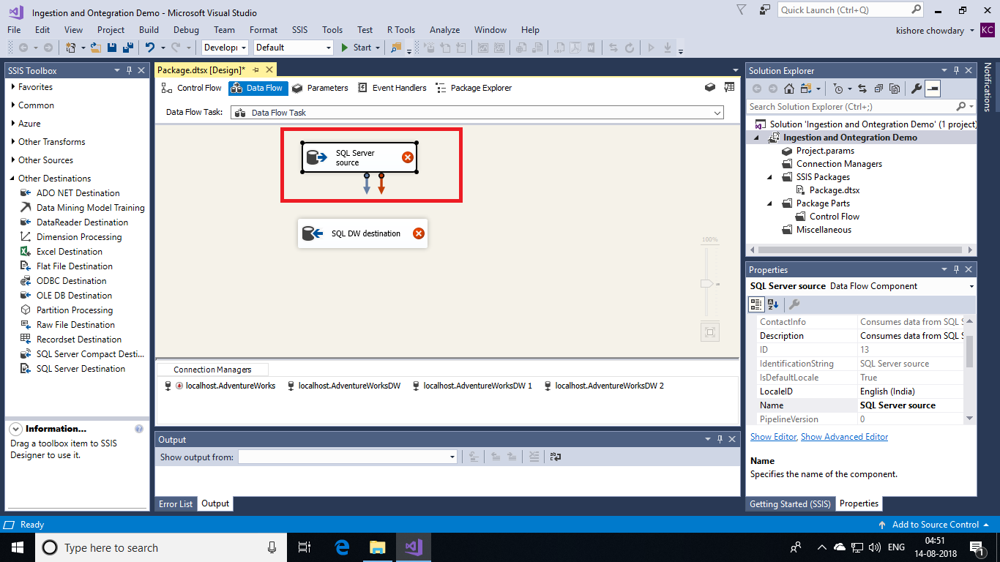 Ingestion and Ontegration Demo - Microsoft Visual Studio
Quick Launch (Ctrl+Q)
File Edit View Project Build Debug Team Format SSIS Tools Test R Tools Analyze Window Help
kishore chowdary KC
Developı Default Start
SSIS Toolbox
Favorites
Common
Azure
Other Transforms
Other Sources
Other Destinations
ADO NET Destination
Data Mining Model Training
DataReader Destination
Dimension Processing
Excel Destination
Flat File Destination
ODBC Destination
OLE DB Destination
Partition Processing
Raw File Destination
Recordset Destination
SQL Server Compact Desti...
SQL Server Destination
Information...
Drag a toolbox item to SSIS
Designer to use it.
Package.dtsx [Design]*
Control Flow Data Flow Parameters Event Handlers Package Explorer
Data Flow Task: Data Flow Task
SQL Server
source
SQL DW destination
100%
Connection Managers
localhost.AdventureWorks localhost.AdventureWorksDW localhost.AdventureWorksDW 1 localhost.AdventureWorksDW 2
Output
Show output from:
Error List Output
Solution Explorer
Search Solution Explorer (Ctrl+;)
Solution 'Ingestion and Ontegration Demo' (1 project)
Ingestion and Ontegration Demo
Project.params
Connection Managers
SSIS Packages
Package.dtsx
Package Parts
Control Flow
Miscellaneous
Properties
SQL Server source Data Flow Component
ContactInfo Consumes data from SQL S
Description Consumes data from SQL S
ID 13
IdentificationString SQL Server source
IsDefaultLocale True
LocaleID English (India)
Name SQL Server source
PipelineVersion 0
Show Editor, Show Advanced Editor
Name
Specifies the name of the component.
Getting Started (SSIS) Properties
Notifications
Ready
Add to Source Control
Type here to search
ENG
04:51
14-08-2018
1